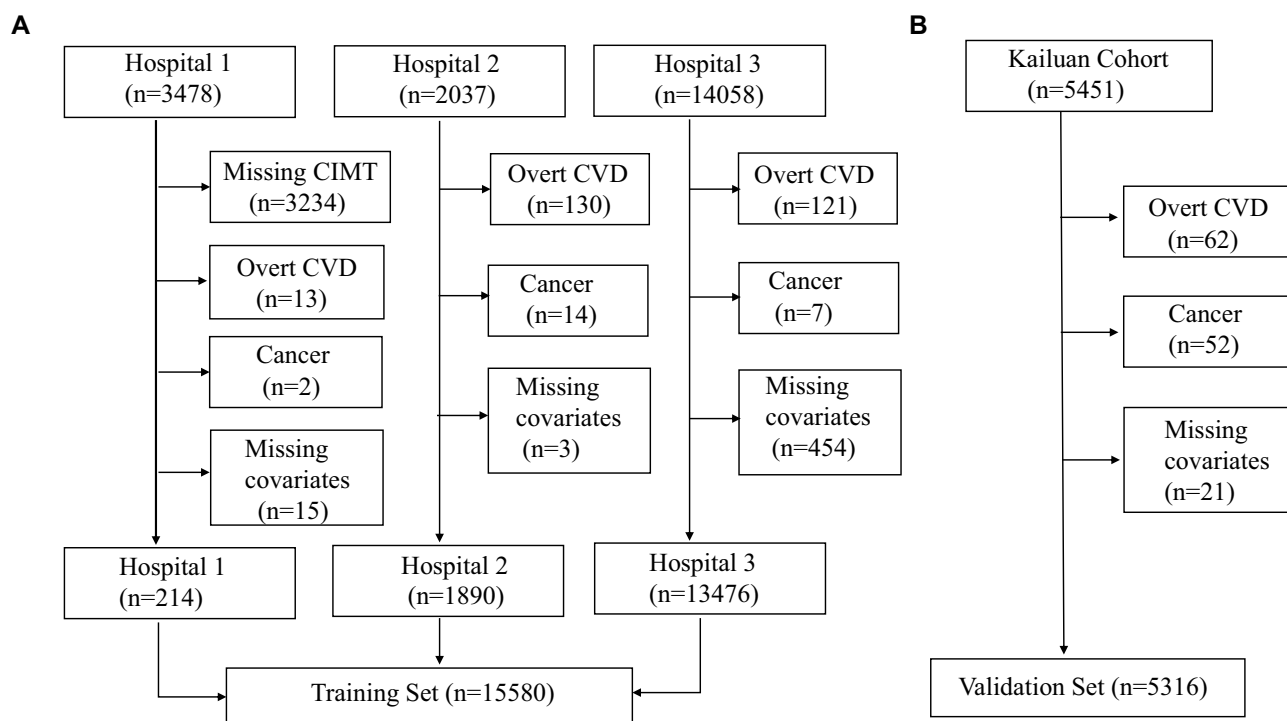 A
Hospital 1
(n=3478)
Hospital 2
(n=2037)
Hospital 3
(n=14058)
Missing CIMT
(n=3234)
Overt CVD
(n=13)
Cancer
(n=2)
Missing
covariates
(n=15)
Overt CVD
(n=130)
Cancer
(n=14)
Missing
covariates
(n=3)
Overt CVD
(n=121)
Cancer
(n=7)
Missing
covariates
(n=454)
Hospital 1
(n=214)
Hospital 2
(n=1890)
Hospital 3
(n=13476)
Training Set (n=15580)
B
Kailuan Cohort
(n=5451)
Overt CVD
(n=62)
Cancer
(n=52)
Missing
covariates
(n=21)
Validation Set (n=5316)